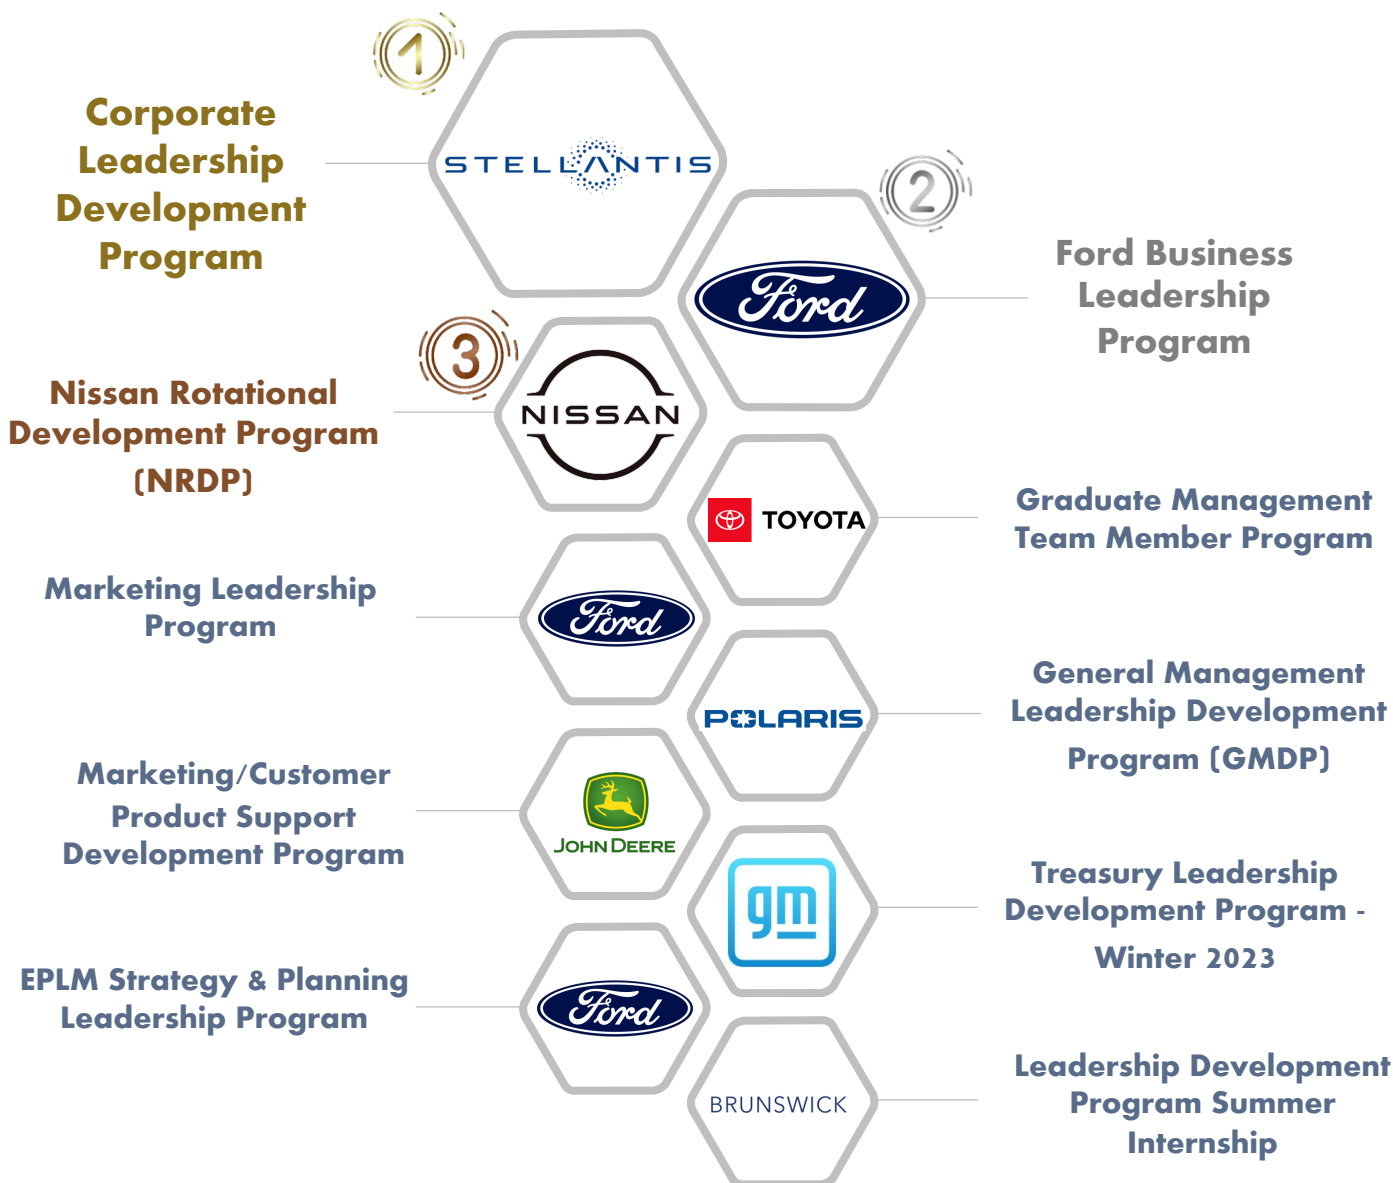 1
Corporate
Leadership
Development
Program
STELLANTIS
2
Ford
Ford Business
Leadership
Program
3
Nissan Rotational
Development Program
(NRDP)
NISSAN
TOYOTA
Graduate Management
Team Member Program
Marketing Leadership
Program
Ford
POLARIS
General Management
Leadership Development
Program (GMDP)
Marketing/Customer
Product Support
Development Program
JOHN DEERE
gm
Treasury Leadership
Development Program -
Winter 2023
EPLM Strategy & Planning
Leadership Program
Ford
BRUNSWICK
Leadership Development
Program Summer
Internship